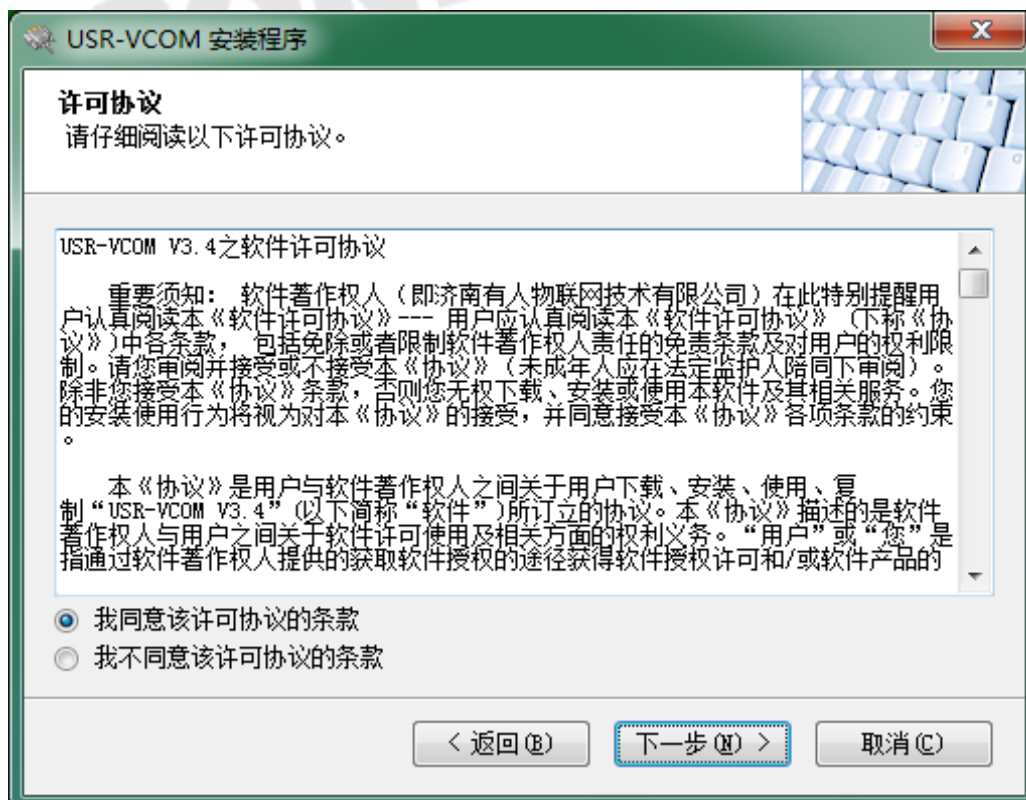 USR-VCOM 安装程序
许可协议
请仔细阅读以下许可协议。
USR-VCOM V3.4之软件许可协议
重要须知： 软件著作权人（即济南有人物联网技术有限公司）在此特别提醒用
户认真阅读本《软件许可协议》--- 用户应认真阅读本《软件许可协议》（下称《协
议》)中各条款， 包括免除或者限制软件著作权人责任的免责条款及对用户的权利限
制。请您审阅并接受或不接受本《协议》（未成年人应在法定监护人陪同下审阅）。
除非您接受本《协议》条款，否则您无权下载、安装或使用本软件及其相关服务。您
的安装使用行为将视为对本《协议》的接受，并同意接受本《协议》各项条款的约束
。
本《协议》是用户与软件著作权人之间关于用户下载、安装、使用、复
制“USR-VCOM V3.4”(以下简称“软件”)所订立的协议。本《协议》描述的是软件
著作权人与用户之间关于软件许可使用及相关方面的权利义务。“用户”或“您”是
指通过软件著作权人提供的获取软件授权的途径获得软件授权许可和/或软件产品的
我同意该许可协议的条款
我不同意该许可协议的条款
< 返回(B)
下一步(N) >
取消(C)